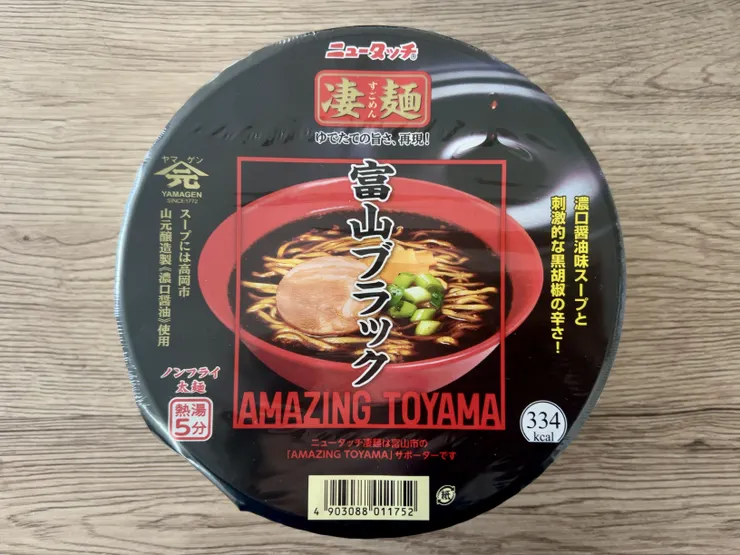 ニュータッチ
凄麺
すごめん
ゆでたての旨さ、再現!
富山ブラック
濃口醤油味スープと
刺激的な黒胡椒の辛さ!
ヤマゲン
元
YAMAGEN
SINCE 1772
スープには高岡市
山元醸造製《濃口醤油》使用
ノンフライ
太麺
熱湯
5分
AMAZING TOYAMA
334
kcal
ニュータッチ凄麺は富山市の
「AMAZING TOYAMA」サポーターです
4 903088 011752
紙